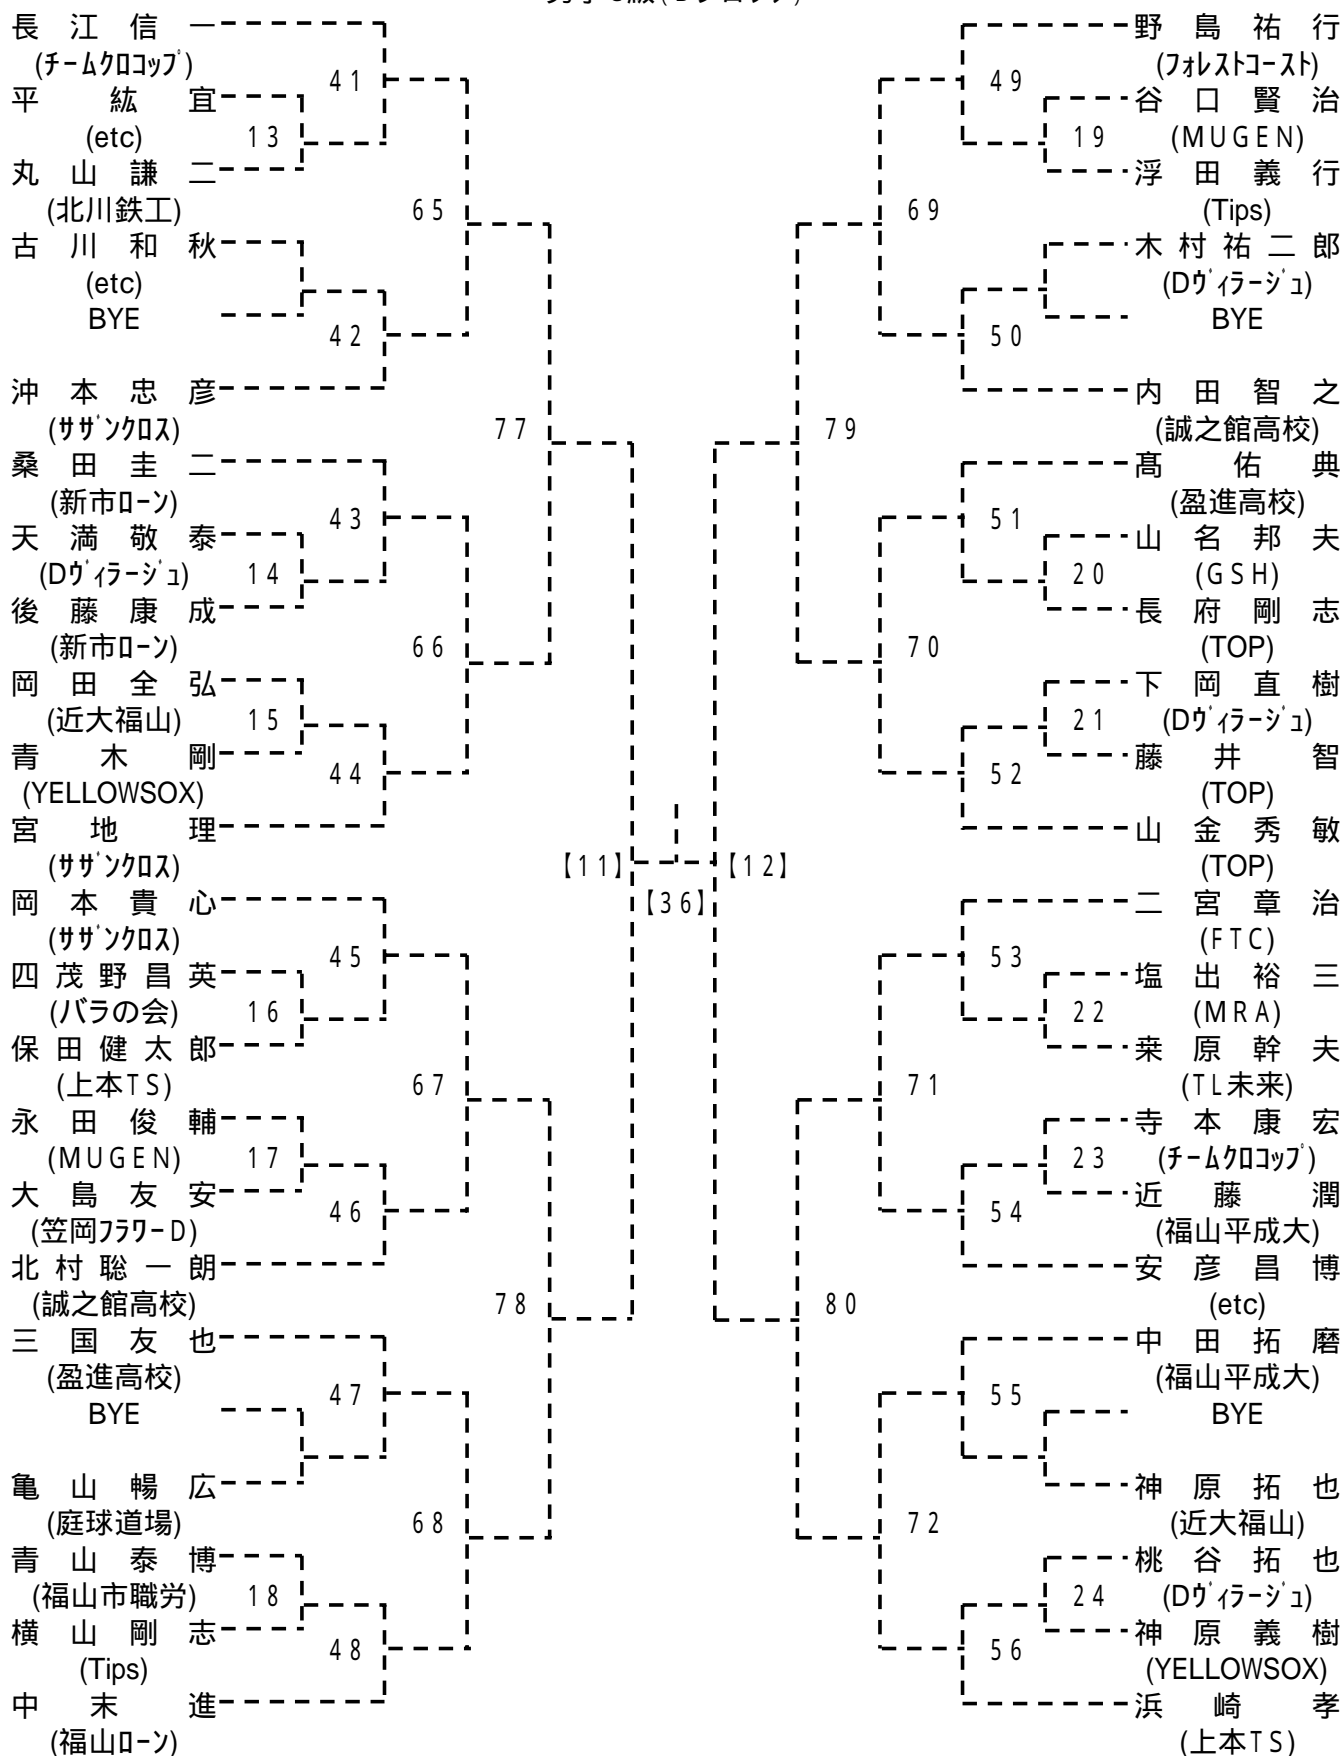 長江信一
(チームクロコップ)
41
平紘宜
(etc)
13
丸山謙二
(北川鉄工)
65
古川和秋
(etc)
BYE
42
沖本忠彦
(サザンクロス)
77
桑田圭二
(新市ローン)
43
天満敬泰
(Dヴィラージュ)
14
後藤康成
(新市ローン)
66
岡田全弘
(近大福山)
15
青木剛
(YELLOWSOX)
44
宮地理
(サザンクロス)
【11】
岡本貴心
(サザンクロス)
45
四茂野昌英
(バラの会)
16
保田健太郎
(上本TS)
67
永田俊輔
(MUGEN)
17
大島友安
(笠岡フラワーD)
46
北村聡一朗
(誠之館高校)
78
三国友也
(盈進高校)
47
BYE
亀山暢広
(庭球道場)
68
青山泰博
(福山市職労)
18
横山剛志
(Tips)
48
中末進
(福山ローン)
【36】
野島祐行
(フォレストコースト)
49
谷口賢治
(MUGEN)
19
浮田義行
(Tips)
69
木村祐二郎
(Dヴィラージュ)
BYE
50
内田智之
(誠之館高校)
79
髙佑典
(盈進高校)
51
山名邦夫
(GSH)
20
長府剛志
(TOP)
70
下岡直樹
(Dヴィラージュ)
21
藤井智
(TOP)
52
山金秀敏
(TOP)
【12】
二宮章治
(FTC)
53
塩出裕三
(MRA)
22
桒原幹夫
(TL未来)
71
寺本康宏
(チームクロコップ)
23
近藤潤
(福山平成大)
54
安彦昌博
(etc)
80
中田拓磨
(福山平成大)
55
BYE
神原拓也
(近大福山)
72
桃谷拓也
(Dヴィラージュ)
24
神原義樹
(YELLOWSOX)
56
浜崎孝
(上本TS)